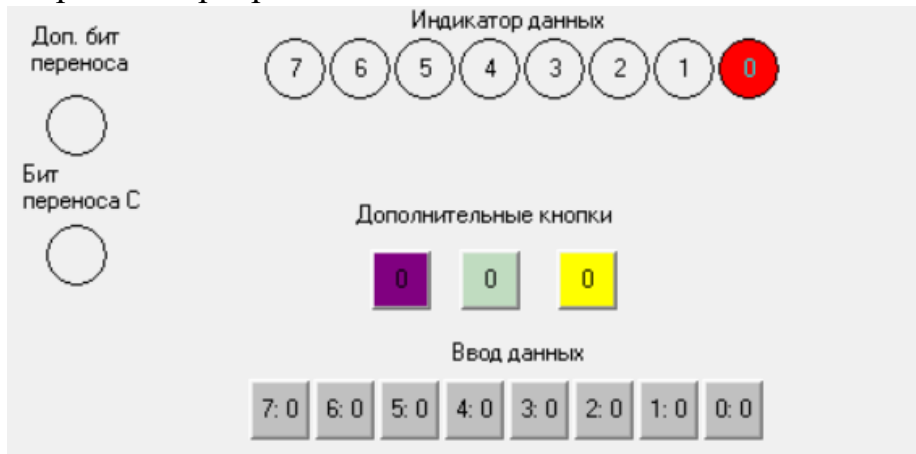 Индикатор данных
Доп. бит
переноса
7 6 5 4 3 2 1 0
Бит
переноса C
Дополнительные кнопки
0 0 0
Ввод данных
7: 0 6: 0 5: 0 4: 0 3: 0 2: 0 1: 0 0: 0